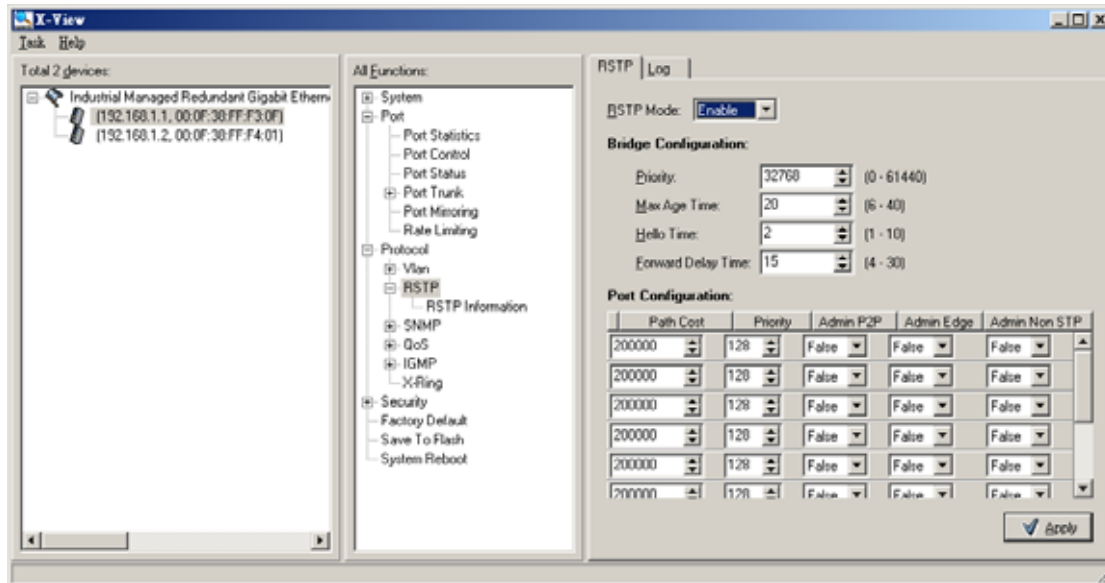 X-View
Task Help
Total 2 devices:
Industrial Managed Redundant Gigabit Ethern
(192.168.1.1, 00:0F:38:FF:F3:0F)
(192.168.1.2, 00:0F:38:FF:F4:01)
All Functions:
System
Port
Port Statistics
Port Control
Port Status
Port Trunk
Port Mirroring
Rate Limiting
Protocol
Vlan
RSTP
RSTP Information
SNMP
QoS
IGMP
X-Ring
Security
Factory Default
Save To Flash
System Reboot
RSTP Log
RSTP Mode: Enable
Bridge Configuration:
Priority: 32768 (0 - 61440)
Max Age Time: 20 (6 - 40)
Hello Time: 2 (1 - 10)
Forward Delay Time: 15 (4 - 30)
Port Configuration:
Path Cost Priority Admin P2P Admin Edge Admin Non STP
200000 128 False False False
200000 128 False False False
200000 128 False False False
200000 128 False False False
200000 128 False False False
200000 128 False False False
Apply